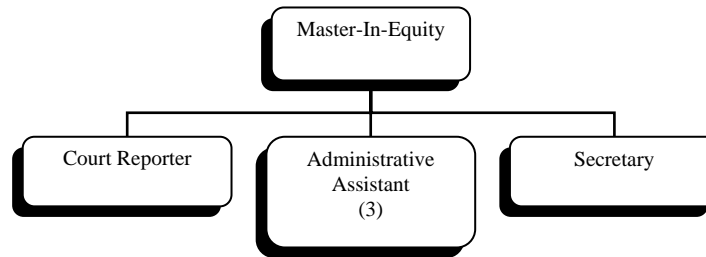 Master-In-Equity
Court Reporter
Administrative
Assistant
(3)
Secretary